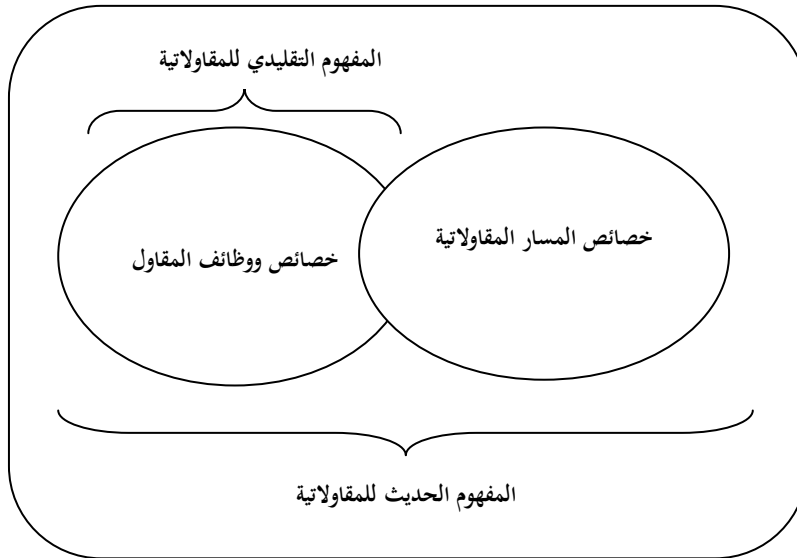 المفهوم التقليدي للمقاولاتية
خصائص المسار المقاولاتية
خصائص ووظائف المقاول
المفهوم الحديث للمقاولاتية